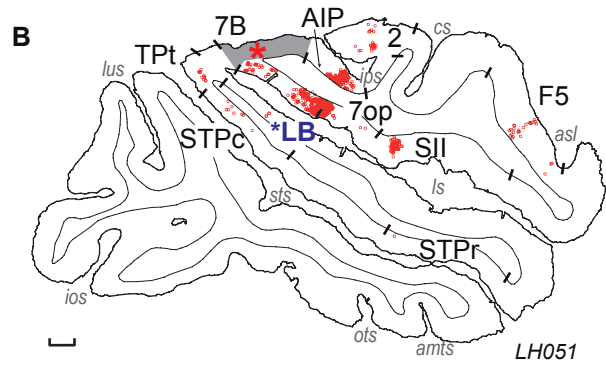 B
7B
*
AIP
2
cs
TPt
lus
ips
F5
7op
asl
STPc
*LB
SII
ls
sts
STPr
ios
ots
amts
LH051